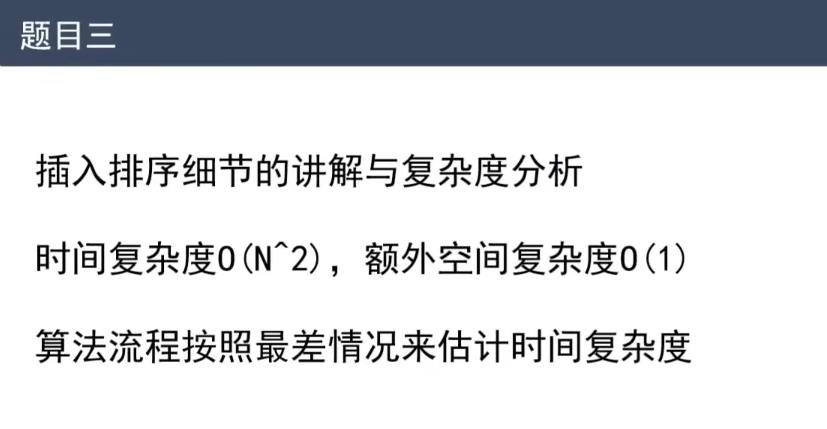 题目三
插入排序细节的讲解与复杂度分析
时间复杂度O(N^2)，额外空间复杂度O(1)
算法流程按照最差情况来估计时间复杂度